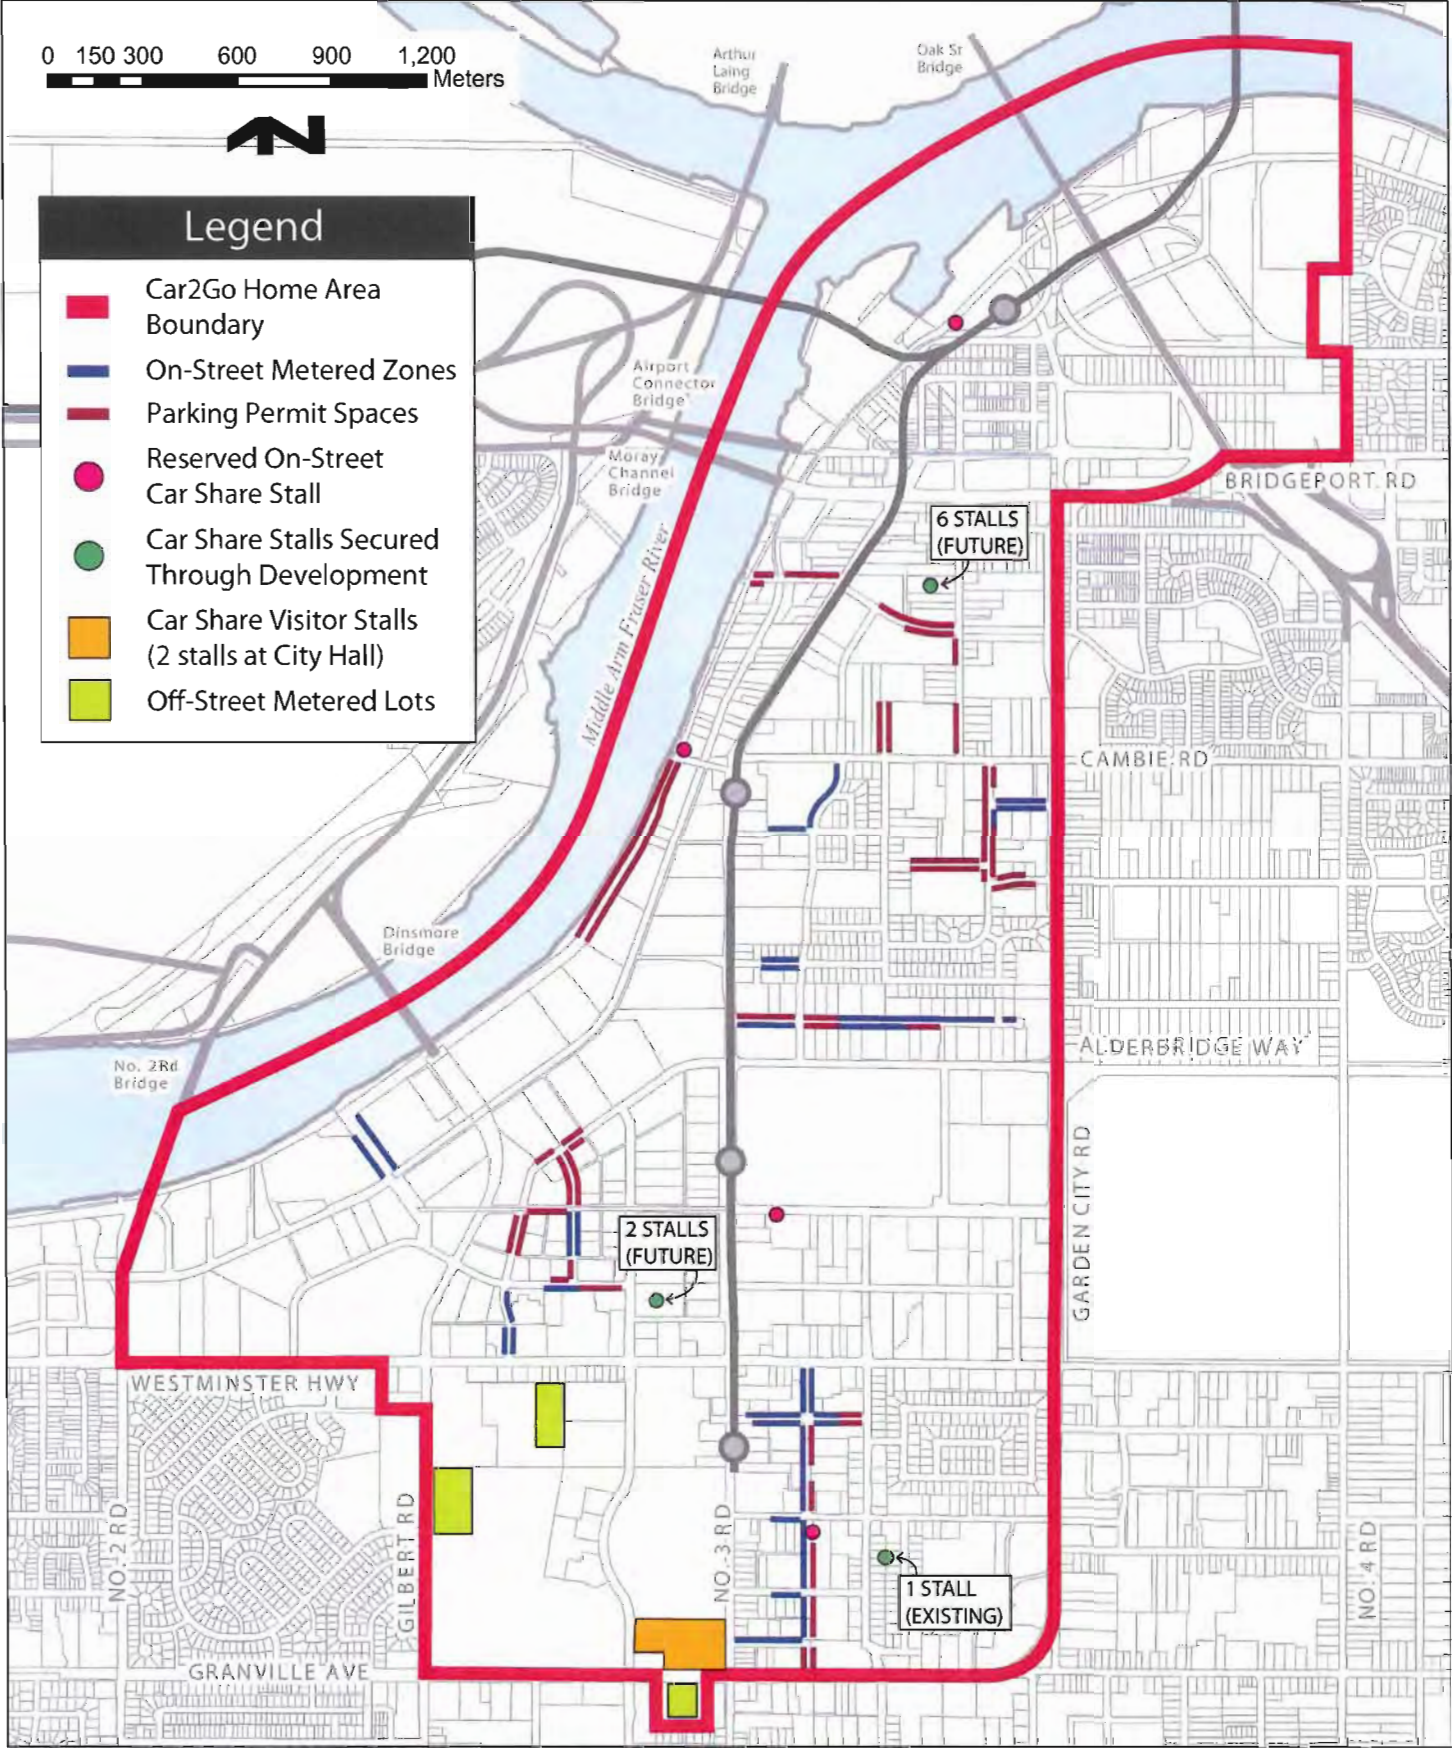 0 150 300 600 900 1,200
Meters
N
Legend
Car2Go Home Area
Boundary
On-Street Metered Zones
Parking Permit Spaces
Reserved On-Street
Car Share Stall
Car Share Stalls Secured
Through Development
Car Share Visitor Stalls
(2 stalls at City Hall)
Off-Street Metered Lots
Arthur
Laing
Bridge
Oak St
Bridge
Airport
Connector
Bridge
Moray
Channel
Bridge
Middle Arm Fraser River
BRIDGEPORT RD
6 STALLS
(FUTURE)
CAMBIE RD
Dinsmore
Bridge
No. 2Rd
Bridge
ALDERBRIDGE WAY
GARDEN CITY RD
2 STALLS
(FUTURE)
WESTMINSTER HWY
NO. 2 RD
GILBERT RD
NO. 3 RD
NO. 4 RD
1 STALL
(EXISTING)
GRANVILLE AVE